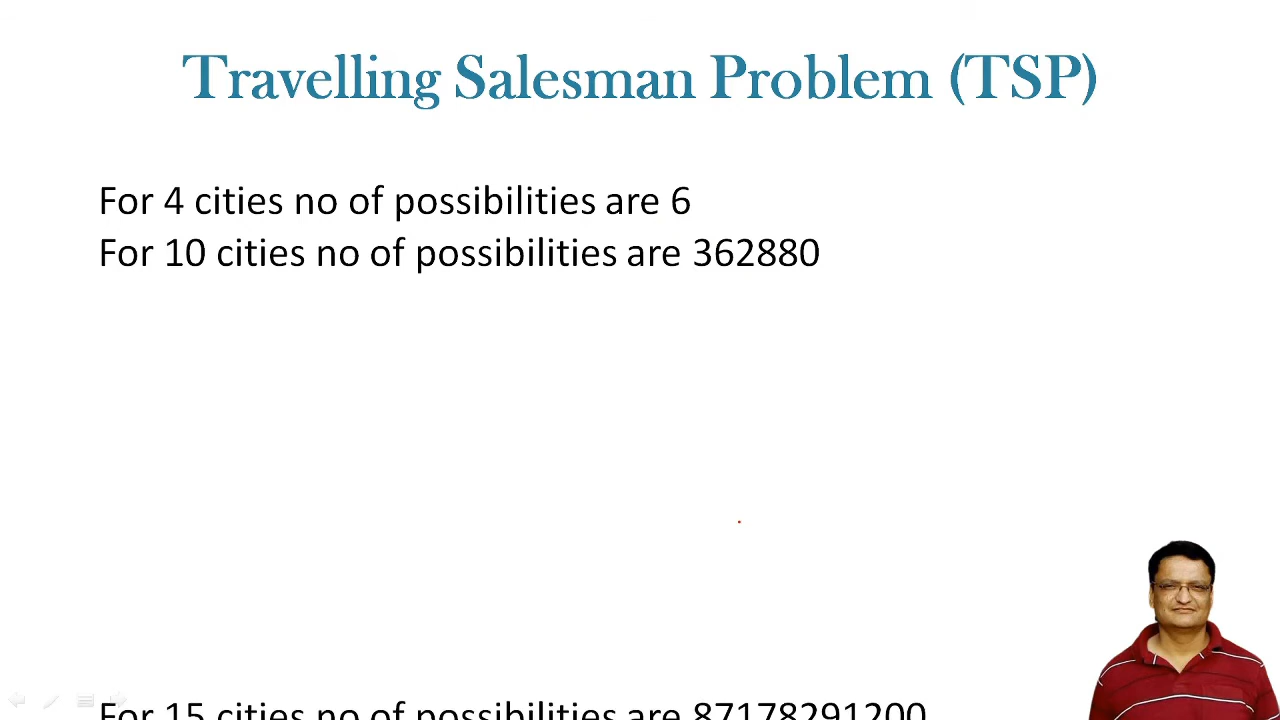 Travelling Salesman Problem (TSP)
For 4 cities no of possibilities are 6
For 10 cities no of possibilities are 362880
For 15 cities no of possibilities are 87178291200